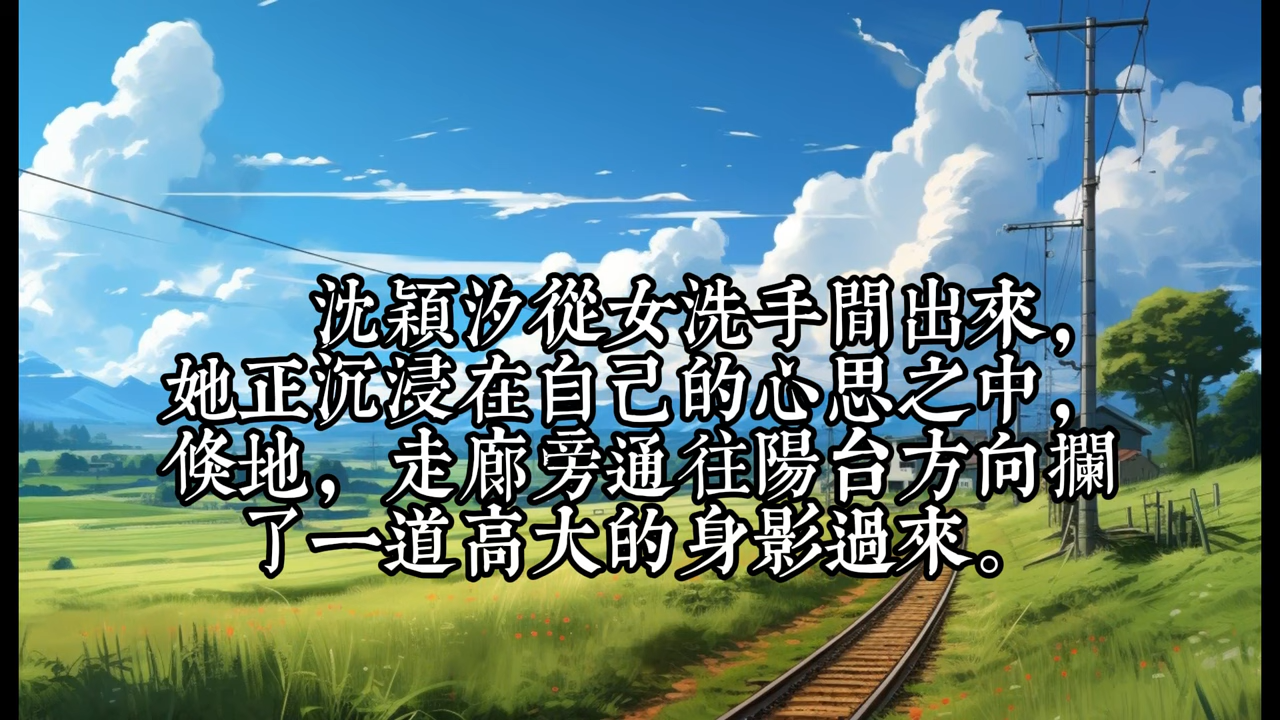 沈穎汐從女洗手間出來，
她正沉浸在自己的心思之中，
倏地，走廊旁通往陽台方向攔
了一道高大的身影過來。